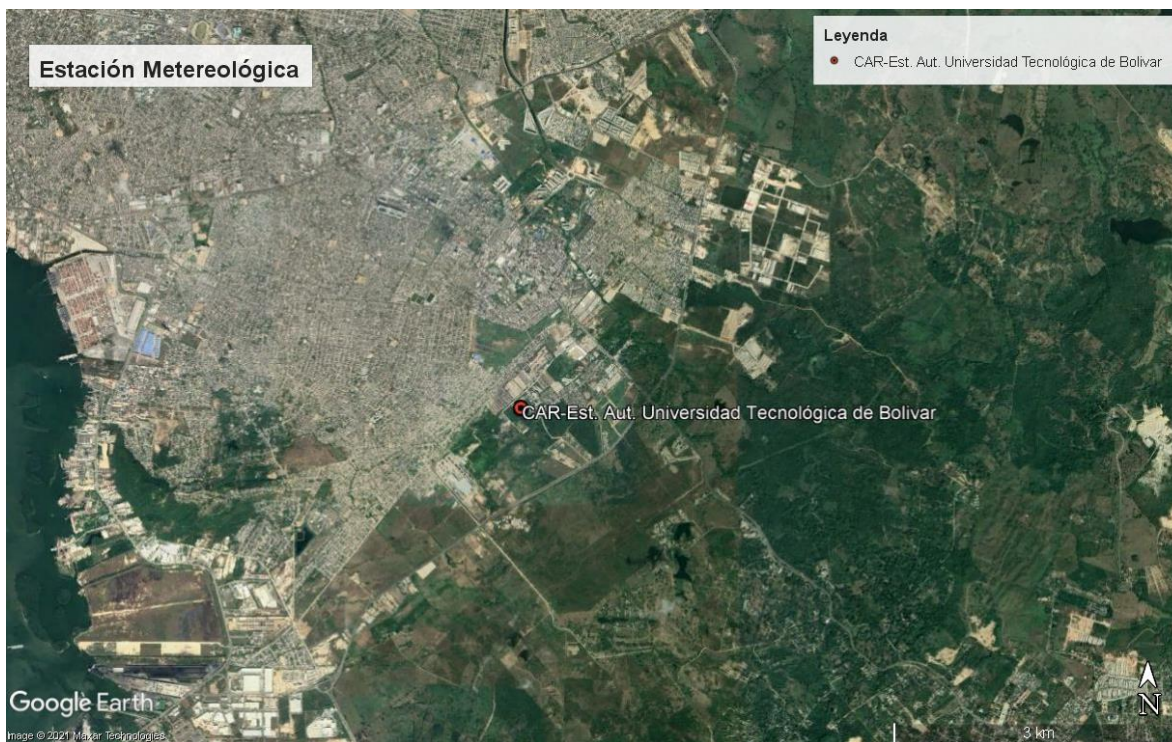 Estación Metereológica
Leyenda
CAR-Est. Aut. Universidad Tecnológica de Bolivar
CAR-Est. Aut. Universidad Tecnológica de Bolivar
Google Earth
Image © 2021 Maxar Technologies
N
3 km